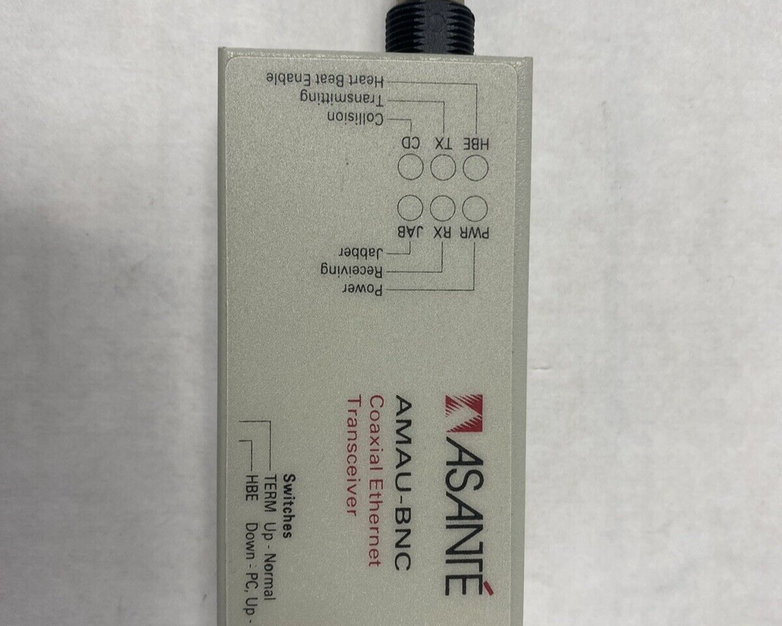 ASANTÉ
AMAU-BNC
Coaxial Ethernet
Transceiver
Switches
TERM Up - Normal
HBE Down - PC, Up -
Power
Receiving
Jabber
PWR RX JAB
HBE TX CD
Collision
Transmitting
Heart Beat Enable